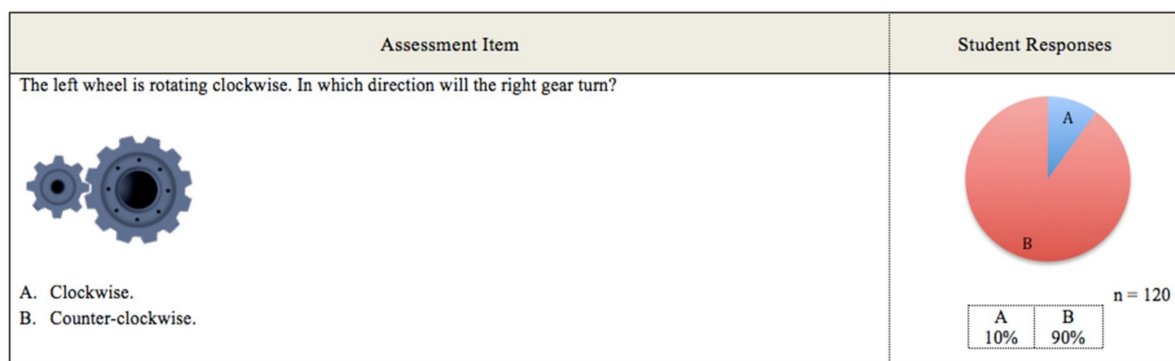 Assessment Item
Student Responses
The left wheel is rotating clockwise. In which direction will the right gear turn?
A
B
A. Clockwise.
B. Counter-clockwise.
n = 120
A B
10% 90%